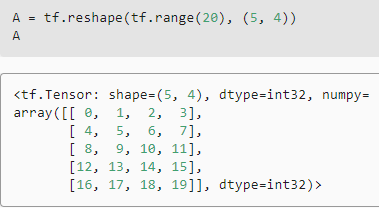 A = tf.reshape(tf.range(20), (5, 4))
A
<tf.Tensor: shape=(5, 4), dtype=int32, numpy=
array([[ 0,  1,  2,  3],
       [ 4,  5,  6,  7],
       [ 8,  9, 10, 11],
       [12, 13, 14, 15],
       [16, 17, 18, 19]], dtype=int32)>